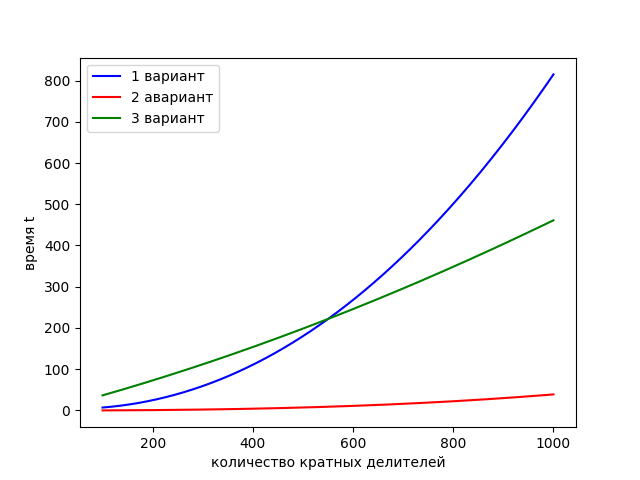 1 вариант
2 авариант
3 вариант
800
700
600
500
400
300
200
100
0
время t
200 400 600 800 1000
количество кратных делителей